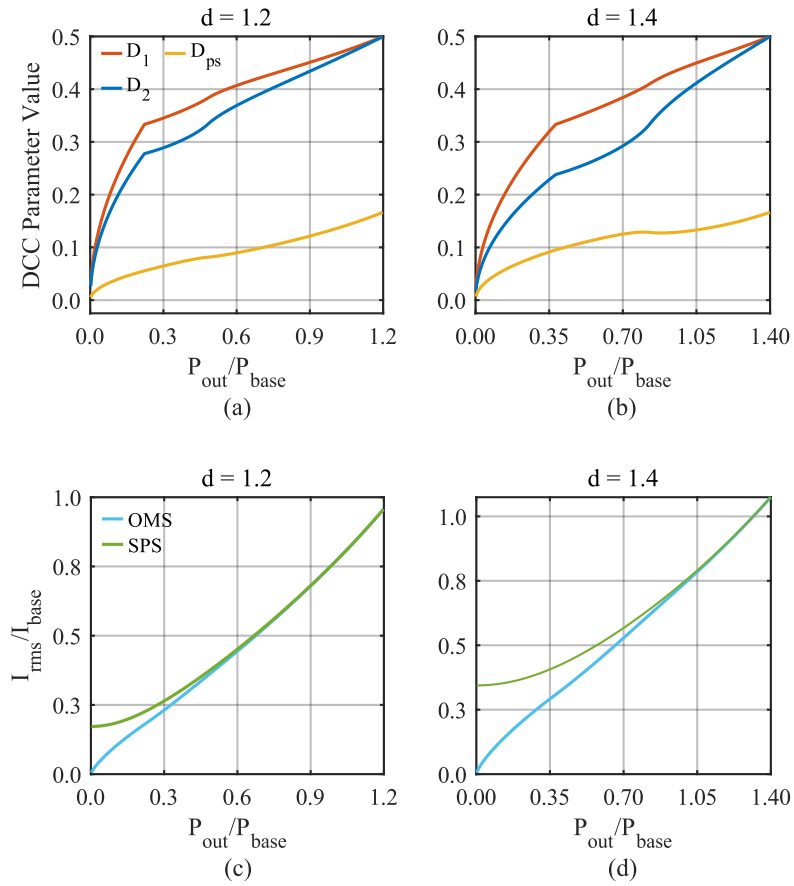 d = 1.2
0.5
0.4
0.3
0.2
0.1
0.0
DCC Parameter Value
D1
Dps
D2
0.0 0.3 0.6 0.9 1.2
Pout/Pbase
(a)
d = 1.4
0.5
0.4
0.3
0.2
0.1
0.0
0.00 0.35 0.70 1.05 1.40
Pout/Pbase
(b)
d = 1.2
1.0
0.8
0.5
0.3
0.0
Irms/Ibase
OMS
SPS
0.0 0.3 0.6 0.9 1.2
Pout/Pbase
(c)
d = 1.4
1.0
0.8
0.5
0.3
0.0
0.00 0.35 0.70 1.05 1.40
Pout/Pbase
(d)